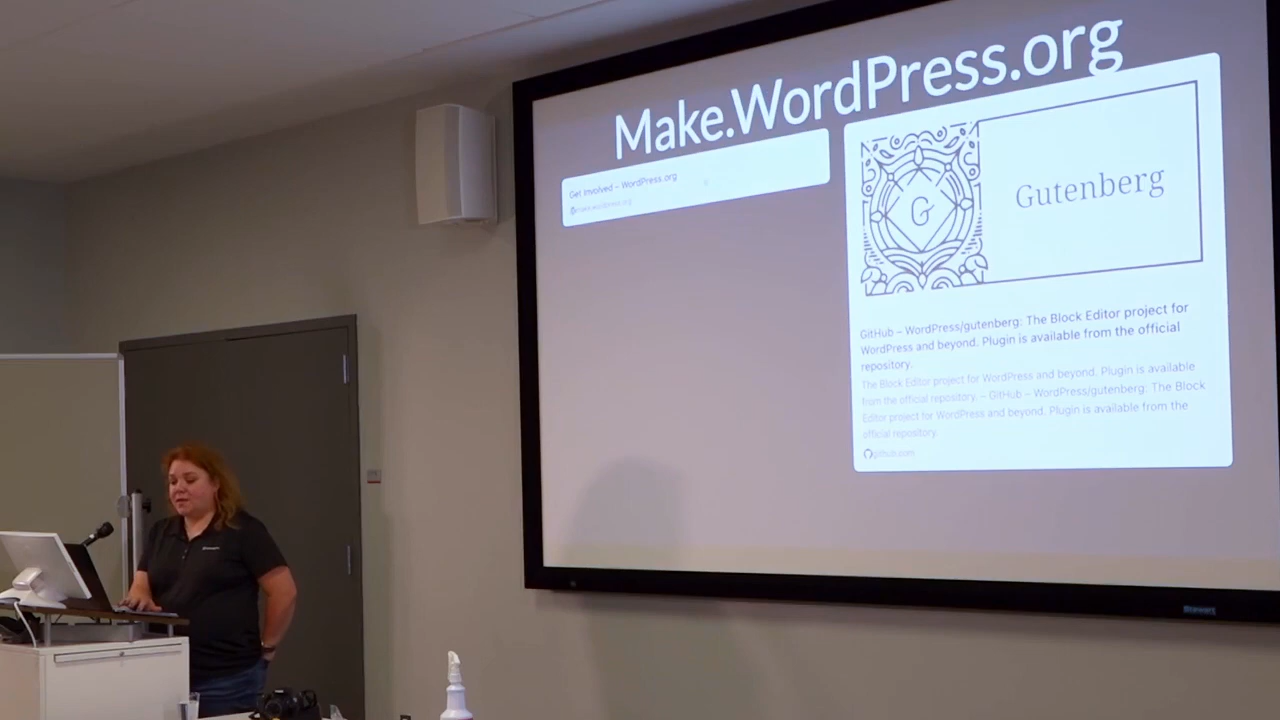 Make.WordPress.org
Get Involved – WordPress.org
make.wordpress.org
G
Gutenberg
GitHub – WordPress/gutenberg: The Block Editor project for
WordPress and beyond. Plugin is available from the official
repository.
The Block Editor project for WordPress and beyond. Plugin is available
from the official repository. – GitHub – WordPress/gutenberg: The Block
Editor project for WordPress and beyond. Plugin is available from the
official repository.
github.com